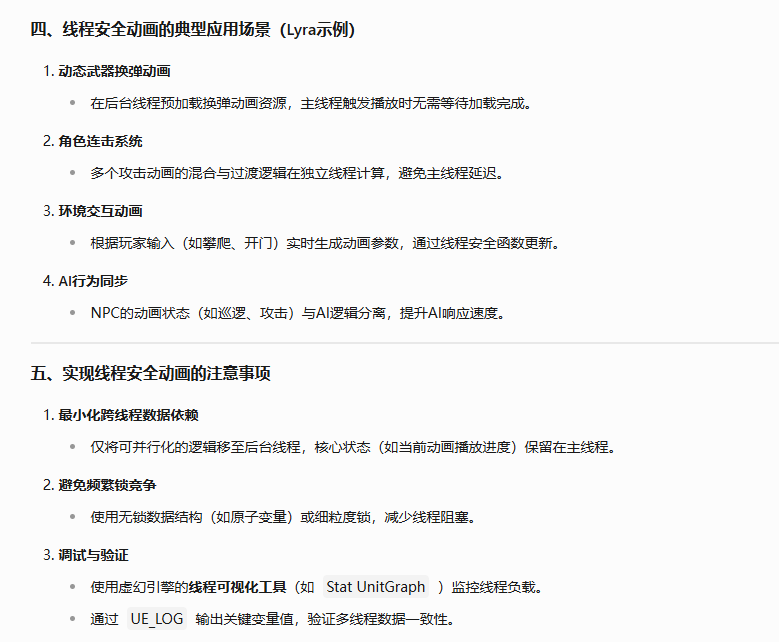 四、线程安全动画的典型应用场景（Lyra示例）
1. 动态武器换弹动画
• 在后台线程预加载换弹动画资源，主线程触发播放时无需等待加载完成。
2. 角色连击系统
• 多个攻击动画的混合与过渡逻辑在独立线程计算，避免主线程延迟。
3. 环境交互动画
• 根据玩家输入（如攀爬、开门）实时生成动画参数，通过线程安全函数更新。
4. AI行为同步
• NPC的动画状态（如巡逻、攻击）与AI逻辑分离，提升AI响应速度。
五、实现线程安全动画的注意事项
1. 最小化跨线程数据依赖
• 仅将可并行化的逻辑移至后台线程，核心状态（如当前动画播放进度）保留在主线程。
2. 避免频繁锁竞争
• 使用无锁数据结构（如原子变量）或细粒度锁，减少线程阻塞。
3. 调试与验证
• 使用虚幻引擎的线程可视化工具（如 Stat UnitGraph ）监控线程负载。
• 通过 UE_LOG 输出关键变量值，验证多线程数据一致性。